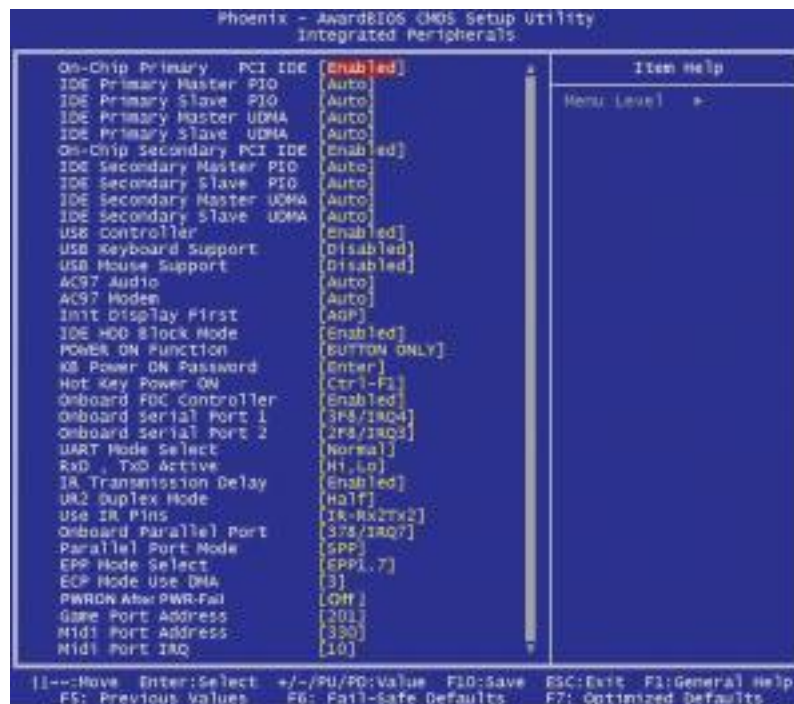 Phoenix - AwardBIOS CMOS Setup Utility
Integrated Peripherals
On-Chip Primary PCI IDE [Enabled]
IDE Primary Master PIO [Auto]
IDE Primary Slave PIO [Auto]
IDE Primary Master UDMA [Auto]
IDE Primary Slave UDMA [Auto]
On-Chip Secondary PCI IDE [Enabled]
IDE Secondary Master PIO [Auto]
IDE Secondary Slave PIO [Auto]
IDE Secondary Master UDMA [Auto]
IDE Secondary Slave UDMA [Auto]
USB Controller [Enabled]
USB Keyboard Support [Disabled]
USB Mouse Support [Disabled]
AC97 Audio [Auto]
AC97 Modem [Auto]
Init Display First [AGP]
IDE HDD Block Mode [Enabled]
POWER ON Function [BUTTON ONLY]
KB Power ON Password [Enter]
Hot Key Power ON [Ctrl-F1]
Onboard FDC Controller [Enabled]
Onboard Serial Port 1 [3F8/IRQ4]
Onboard Serial Port 2 [2F8/IRQ3]
UART Mode Select [Normal]
RxD , TxD Active [Hi,Lo]
IR Transmission Delay [Enabled]
UR2 Duplex Mode [Half]
Use IR Pins [IR-Rx2Tx2]
Onboard Parallel Port [378/IRQ7]
Parallel Port Mode [SPP]
EPP Mode Select [EPP1.7]
ECP Mode Use DMA [3]
PWRON After PWR-Fail [Off]
Game Port Address [201]
Midi Port Address [330]
Midi Port IRQ [10]
Item Help
Menu Level ►
||--:Move Enter:Select +/-/PU/PD:Value F10:Save ESC:Exit F1:General Help
F5: Previous Values F6: Fail-Safe Defaults F7: Optimized Defaults